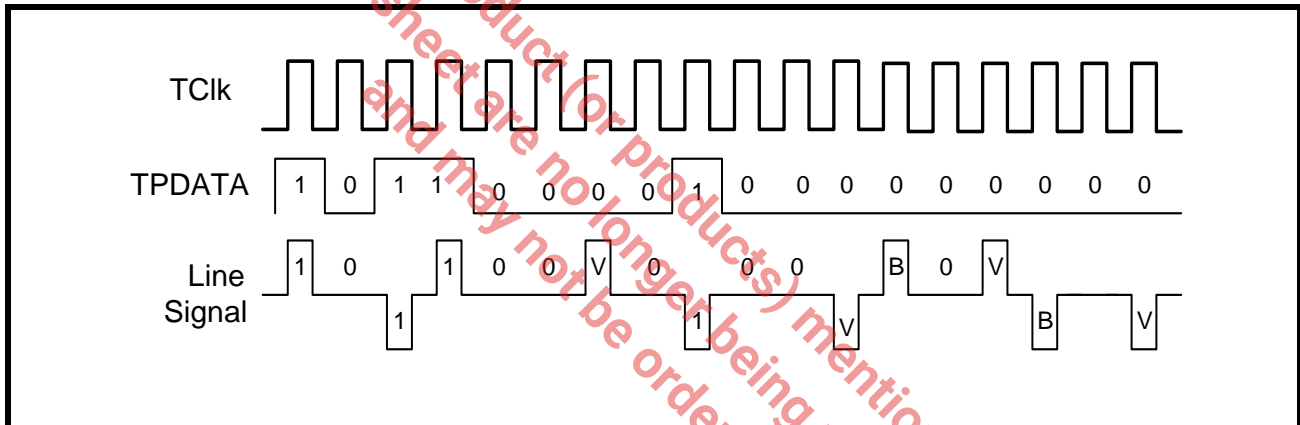 product (or products) mentio
sheet are no longer being
and may not be orde
TClk
TPDATA 1 0 1 1 0 0 0 0 1 0 0 0 0 0 0 0 0 0
Line Signal 1 0 1 1 0 0 V 0 1 0 0 V B 0 V B V